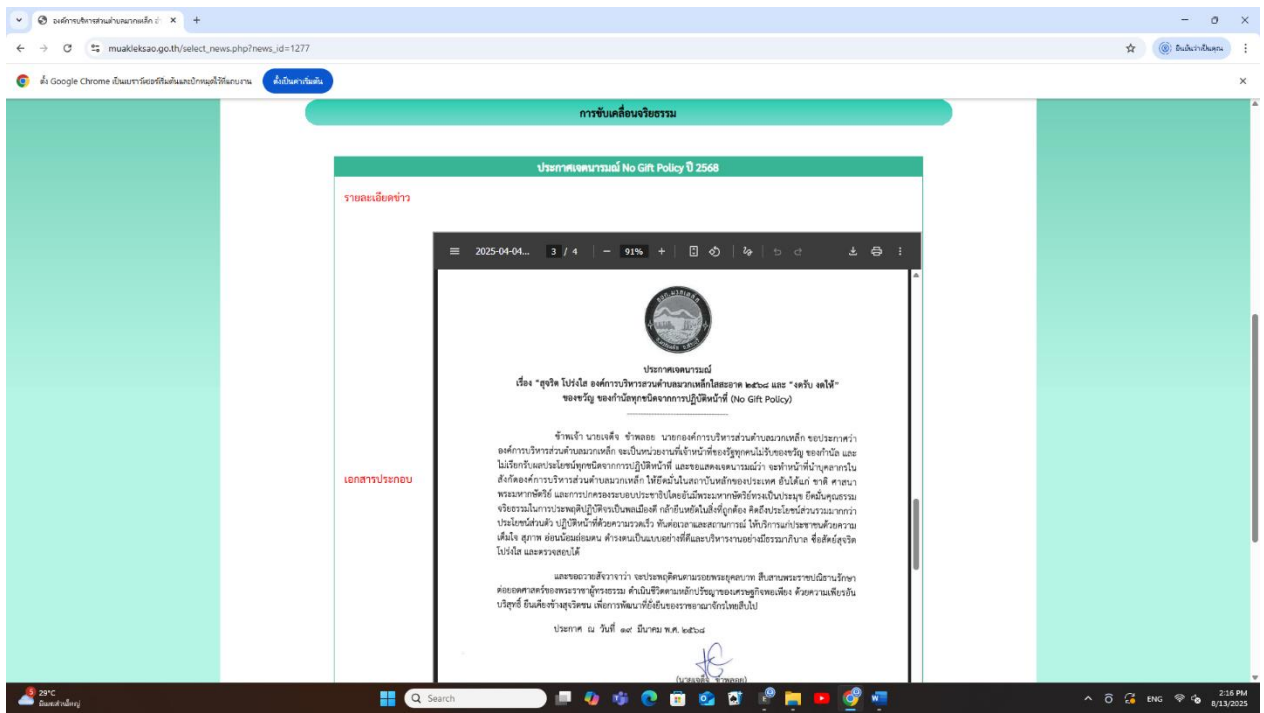 องค์การบริหารส่วนตำบลมวกเหล็ก อำ
muakleksao.go.th/select_news.php?news_id=1277
ยืนยันว่าเป็นคุณ
ตั้ง Google Chrome เป็นเบราว์เซอร์เริ่มต้นและปักหมุดไว้ที่แถบงาน
ตั้งเป็นค่าเริ่มต้น
การขับเคลื่อนจริยธรรม
ประกาศเจตนารมณ์ No Gift Policy ปี 2568
รายละเอียดข่าว
2025-04-04... 3 / 4 91%
ประกาศเจตนารมณ์
เรื่อง "สุจริต โปร่งใส องค์การบริหารส่วนตำบลมวกเหล็กใสสะอาด ๒๕๖๘ และ "งดรับ งดให้"
ของขวัญ ของกำนัลทุกชนิดจากการปฏิบัติหน้าที่ (No Gift Policy)
ข้าพเจ้า นายเจตึ๋ง ขำพลอย นายกองค์การบริหารส่วนตำบลมวกเหล็ก ขอประกาศว่า
องค์การบริหารส่วนตำบลมวกเหล็ก จะเป็นหน่วยงานที่เจ้าหน้าที่ของรัฐทุกคนไม่รับของขวัญ ของกำนัล และ
ไม่เรียกรับผลประโยชน์ทุกชนิดจากการปฏิบัติหน้าที่ และขอแสดงเจตนารมณ์ว่า จะทำหน้าที่นำบุคลากรใน
สังกัดองค์การบริหารส่วนตำบลมวกเหล็ก ให้ยึดมั่นในสถาบันหลักของประเทศ อันได้แก่ ชาติ ศาสนา
พระมหากษัตริย์ และการปกครองระบอบประชาธิปไตยอันมีพระมหากษัตริย์ทรงเป็นประมุข ยึดมั่นคุณธรรม
จริยธรรมในการประพฤติปฏิบัติจรเป็นพลเมืองดี กล้ายืนหยัดในสิ่งที่ถูกต้อง คิดถึงประโยชน์ส่วนรวมมากกว่า
ประโยชน์ส่วนตัว ปฏิบัติหน้าที่ด้วยความรวดเร็ว ทันต่อเวลาและสถานการณ์ ให้บริการแก่ประชาชนด้วยความ
เต็มใจ สุภาพ อ่อนน้อมถ่อมตน ดำรงตนเป็นแบบอย่างที่ดีและบริหารงานอย่างมีธรรมาภิบาล ซื่อสัตย์สุจริต
โปร่งใส และตรวจสอบได้
เอกสารประกอบ
และขอถวายสัจวาจาว่า จะประพฤติตนตามรอยพระยุคลบาท สืบสานพระราชปณิธานรักษา
ต่อยอดศาสตร์ของพระราชาผู้ทรงธรรม ดำเนินชีวิตตามหลักปรัชญาของเศรษฐกิจพอเพียง ด้วยความเพียรอัน
บริสุทธิ์ ยืนเคียงข้างสุจริตชน เพื่อการพัฒนาที่ยั่งยืนของราชอาณาจักรไทยสืบไป
ประกาศ ณ วันที่ ๑๙ มีนาคม พ.ศ. ๒๕๖๘
29°C
มีเมฆส่วนใหญ่
Search
ENG
2:16 PM
8/13/2025